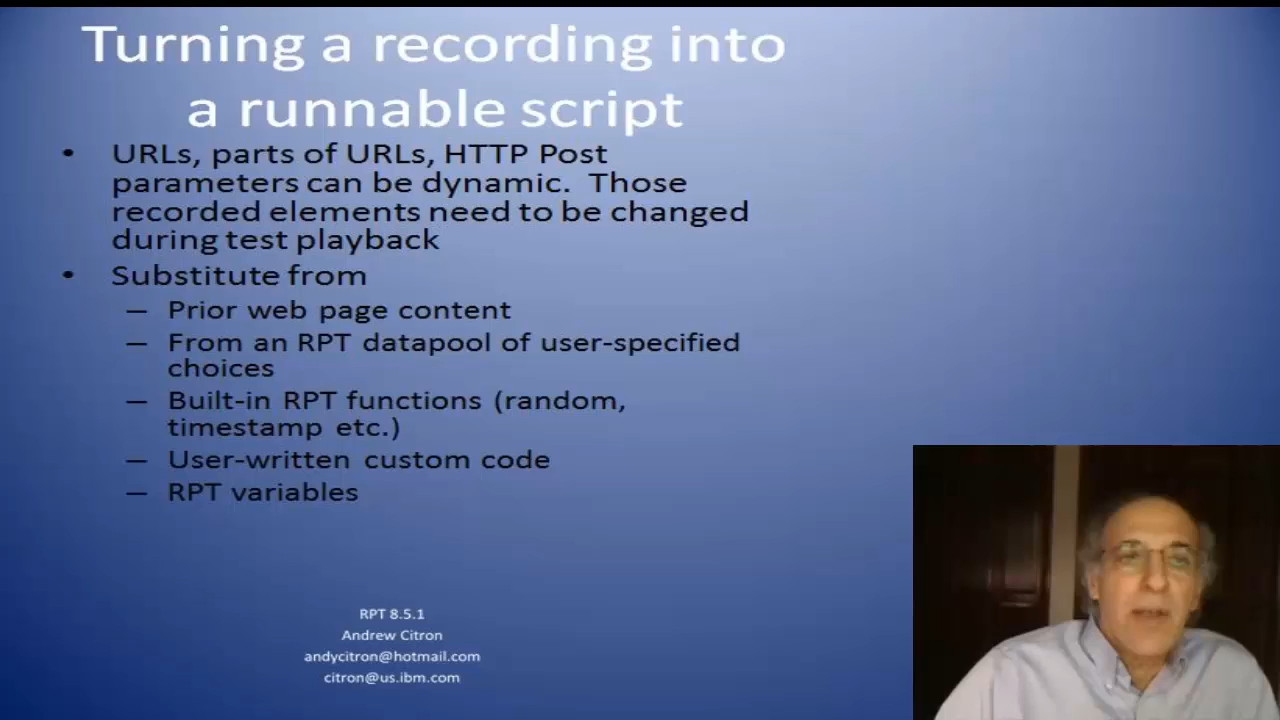 Turning a recording into
a runnable script
• URLs, parts of URLs, HTTP Post
parameters can be dynamic.  Those
recorded elements need to be changed
during test playback
• Substitute from
– Prior web page content
– From an RPT datapool of user-specified
choices
– Built-in RPT functions (random,
timestamp etc.)
– User-written custom code
– RPT variables
RPT 8.5.1
Andrew Citron
andycitron@hotmail.com
citron@us.ibm.com